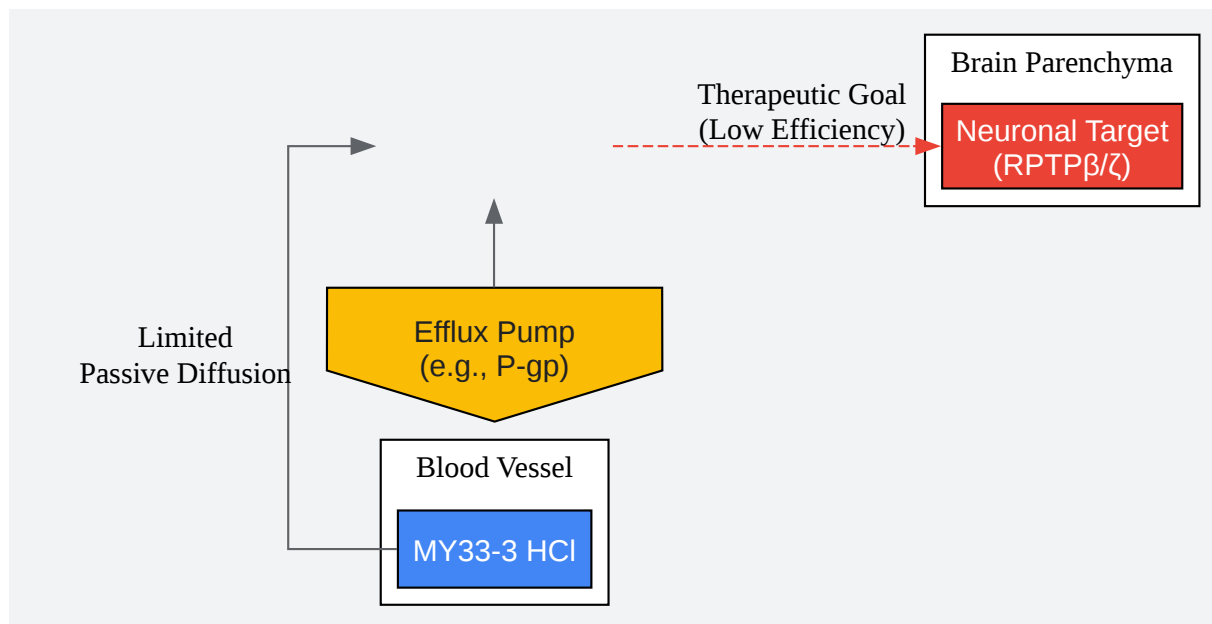 Brain Parenchyma
Therapeutic Goal
(Low Efficiency)
Neuronal Target
(RPTPβ/ζ)
Limited
Passive Diffusion
Efflux Pump
(e.g., P-gp)
Blood Vessel
MY33-3 HCl